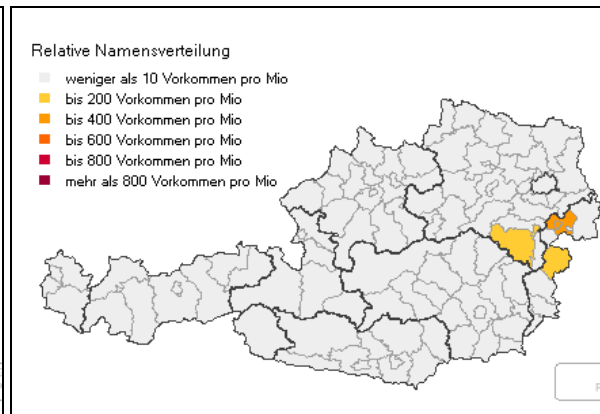 Relative Namensverteilung
weniger als 10 Vorkommen pro Mio
bis 200 Vorkommen pro Mio
bis 400 Vorkommen pro Mio
bis 600 Vorkommen pro Mio
bis 800 Vorkommen pro Mio
mehr als 800 Vorkommen pro Mio